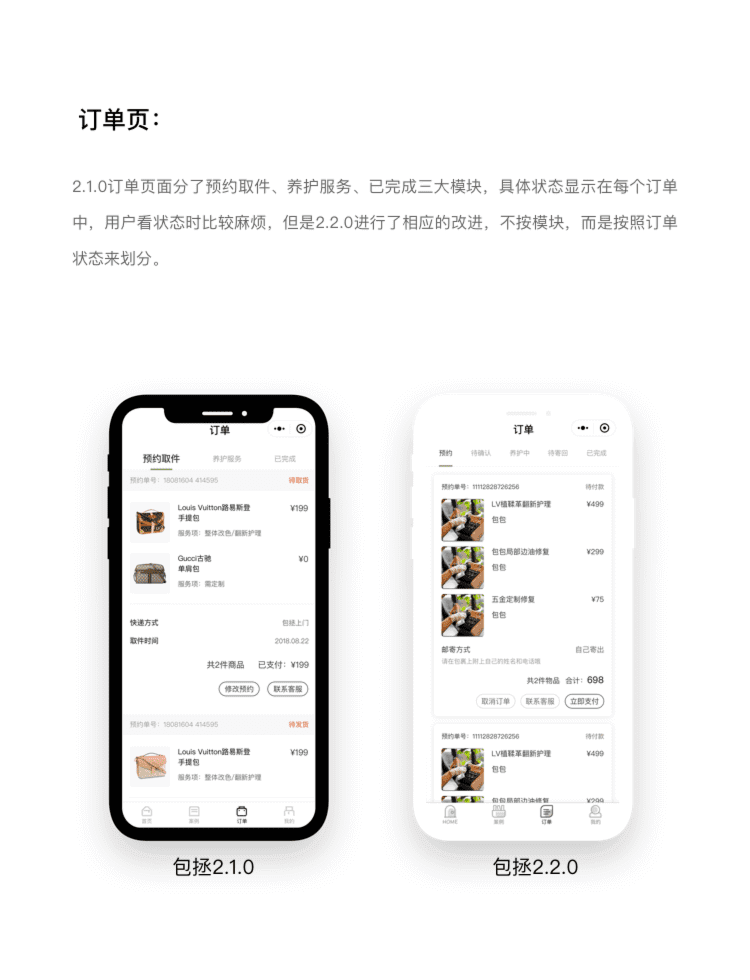 订单页：
2.1.0订单页面分了预约取件、养护服务、已完成三大模块，具体状态显示在每个订单
中，用户看状态时比较麻烦，但是2.2.0进行了相应的改进，不按模块，而是按照订单
状态来划分。
订单
预约取件 养护服务 已完成
预约单号：16081604 414595 待取货
Louis Vuitton路易斯登 ¥199
手提包
服务项：整体改色/翻新护理
Gucci古驰 ¥0
单肩包
服务项：需定制
快递方式 包拯上门
取件时间 2018.08.22
共2件商品 已支付：¥199
修改预约 联系客服
预约单号：16081604 414595 待发货
Louis Vuitton路易斯登 ¥199
手提包
服务项：整体改色/翻新护理
首页 案例 订单 我的
包拯2.1.0
订单
预约 待确认 养护中 待寄回 已完成
预约单号：11112828726256 待付款
LV植鞣革翻新护理 ¥499
包包
包包局部边油修复 ¥299
包包
五金定制修复 ¥75
包包
邮寄方式 自己寄出
请在包裹上附上自己的姓名和电话哦
共2件物品 合计：698
取消订单 联系客服 立即支付
预约单号：11112828726256 待付款
LV植鞣革翻新护理 ¥499
包包
包包局部边油修复 ¥299
HOME 案例 订单 我的
包拯2.2.0